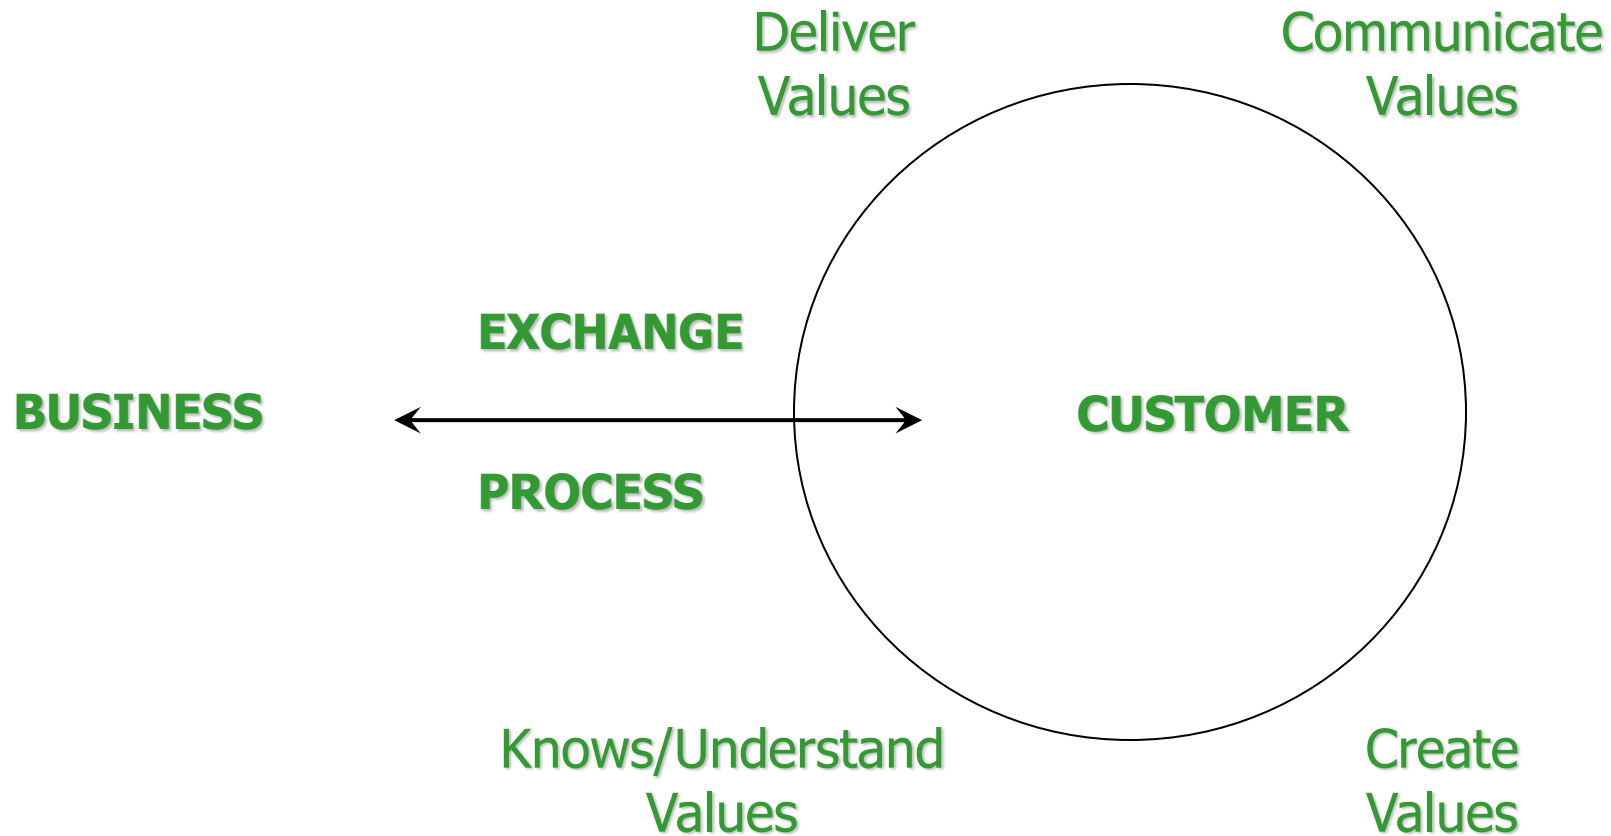 Deliver
Values
Communicate
Values
EXCHANGE
BUSINESS
CUSTOMER
PROCESS
Knows/Understand
Values
Create
Values